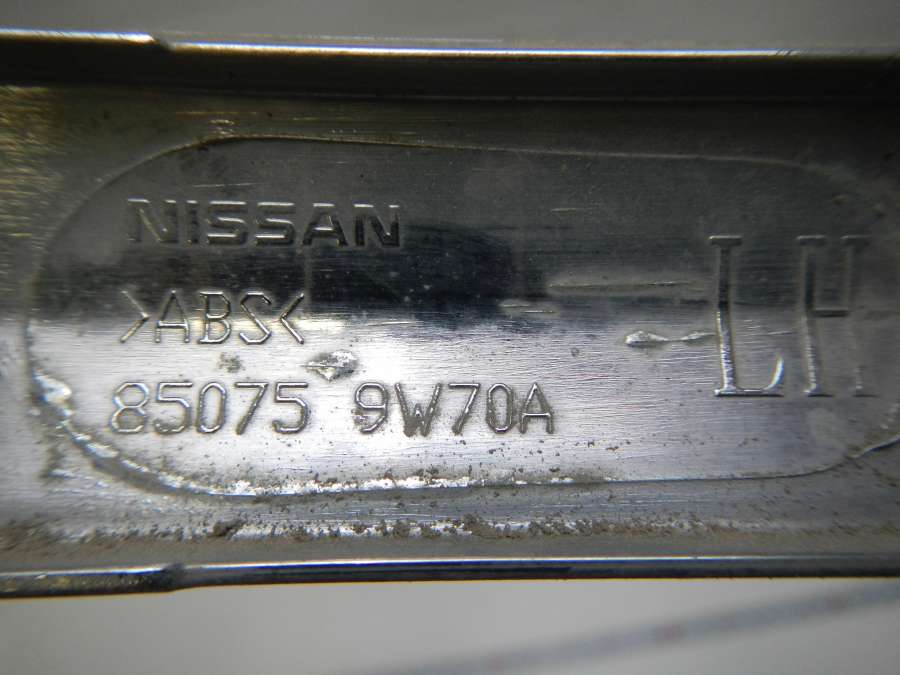 NISSAN
>ABS<
85075 9W70A
LH